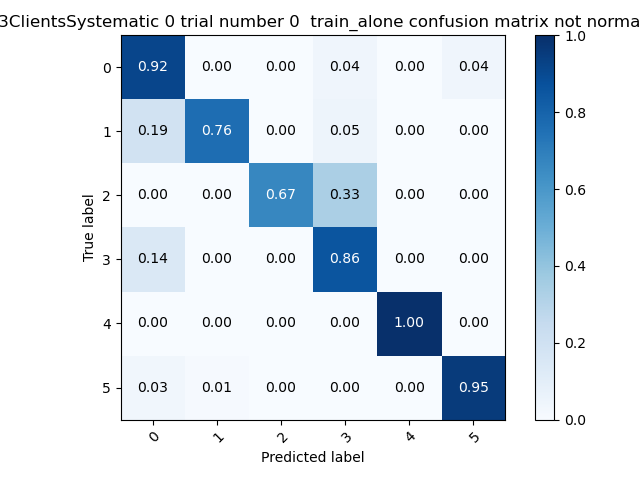 3ClientsSystematic 0 trial number 0 train_alone confusion matrix not norma
0 0.92 0.00 0.00 0.04 0.00 0.04
1 0.19 0.76 0.00 0.05 0.00 0.00
2 0.00 0.00 0.67 0.33 0.00 0.00
3 0.14 0.00 0.00 0.86 0.00 0.00
4 0.00 0.00 0.00 0.00 1.00 0.00
5 0.03 0.01 0.00 0.00 0.00 0.95
0 1 2 3 4 5
Predicted label
True label
1.0
0.8
0.6
0.4
0.2
0.0